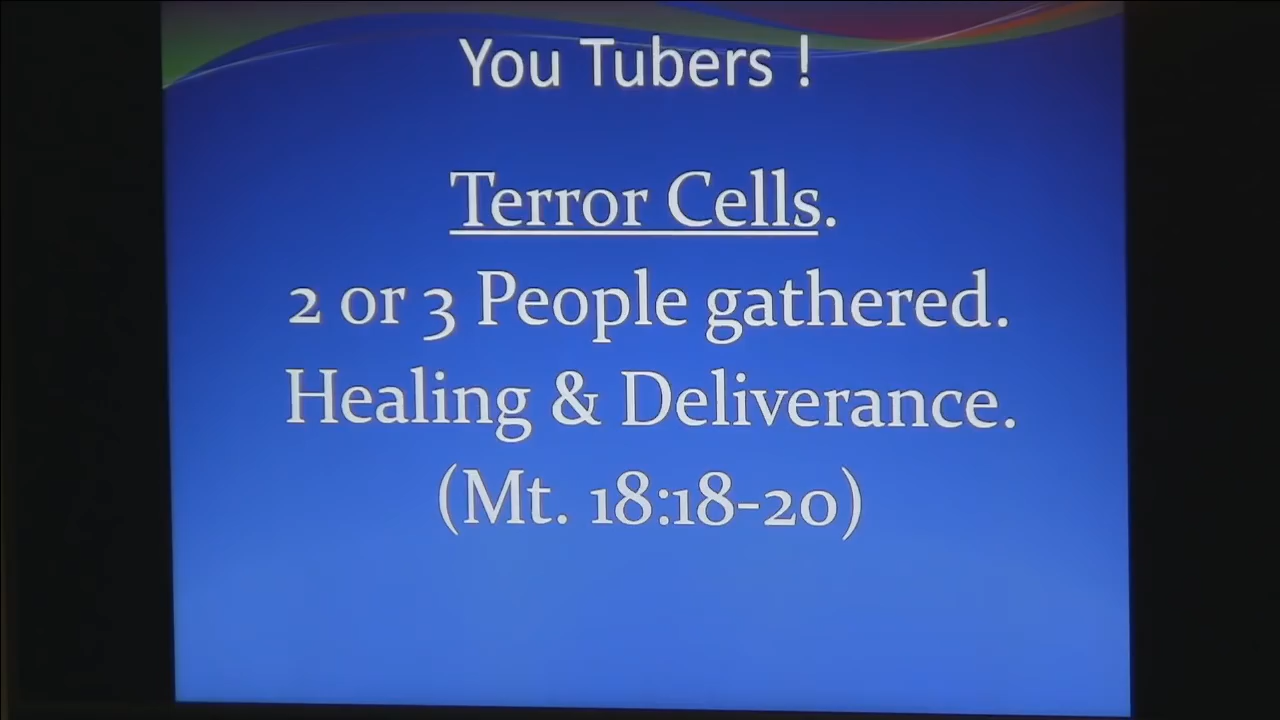 You Tubers !
Terror Cells.
2 or 3 People gathered.
Healing & Deliverance.
(Mt. 18:18-20)